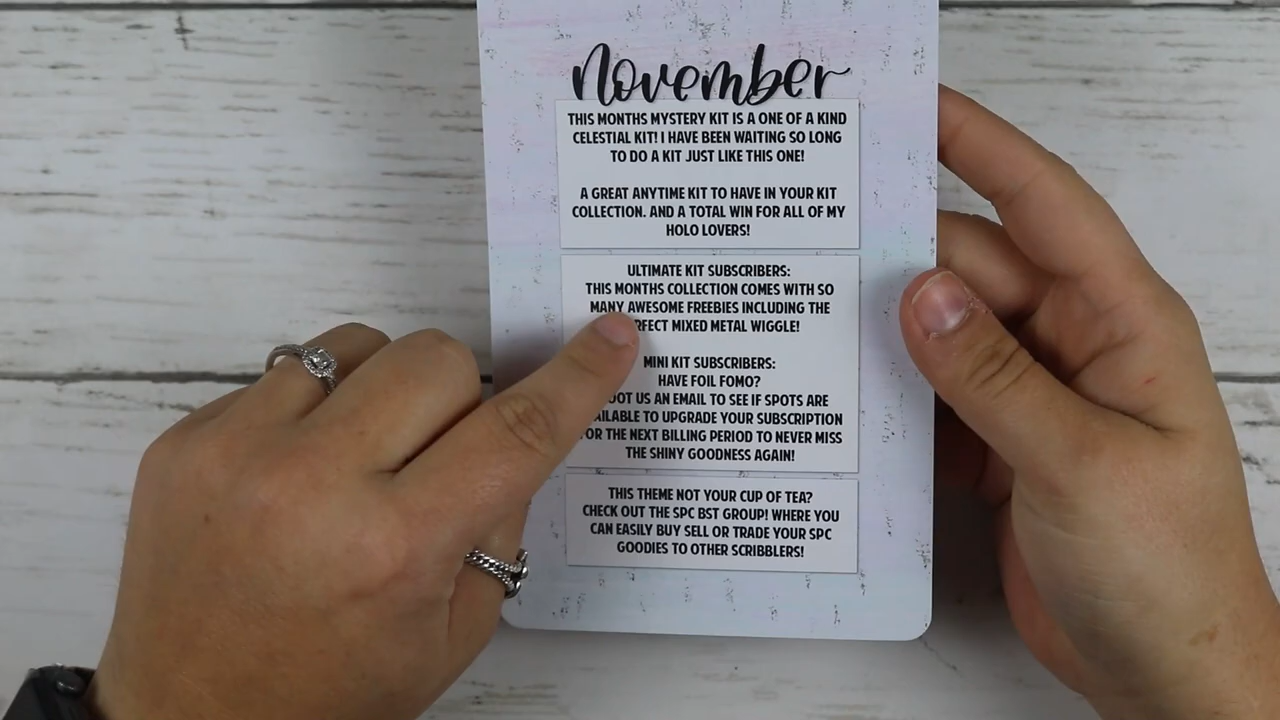 November
THIS MONTHS MYSTERY KIT IS A ONE OF A KIND
CELESTIAL KIT! I HAVE BEEN WAITING SO LONG
TO DO A KIT JUST LIKE THIS ONE!
A GREAT ANYTIME KIT TO HAVE IN YOUR KIT
COLLECTION. AND A TOTAL WIN FOR ALL OF MY
HOLO LOVERS!
ULTIMATE KIT SUBSCRIBERS:
THIS MONTHS COLLECTION COMES WITH SO
MANY AWESOME FREEBIES INCLUDING THE
RFECT MIXED METAL WIGGLE!
MINI KIT SUBSCRIBERS:
HAVE FOIL FOMO?
OOT US AN EMAIL TO SEE IF SPOTS ARE
AILABLE TO UPGRADE YOUR SUBSCRIPTION
OR THE NEXT BILLING PERIOD TO NEVER MISS
THE SHINY GOODNESS AGAIN!
THIS THEME NOT YOUR CUP OF TEA?
CHECK OUT THE SPC BST GROUP! WHERE YOU
CAN EASILY BUY SELL OR TRADE YOUR SPC
GOODIES TO OTHER SCRIBBLERS!